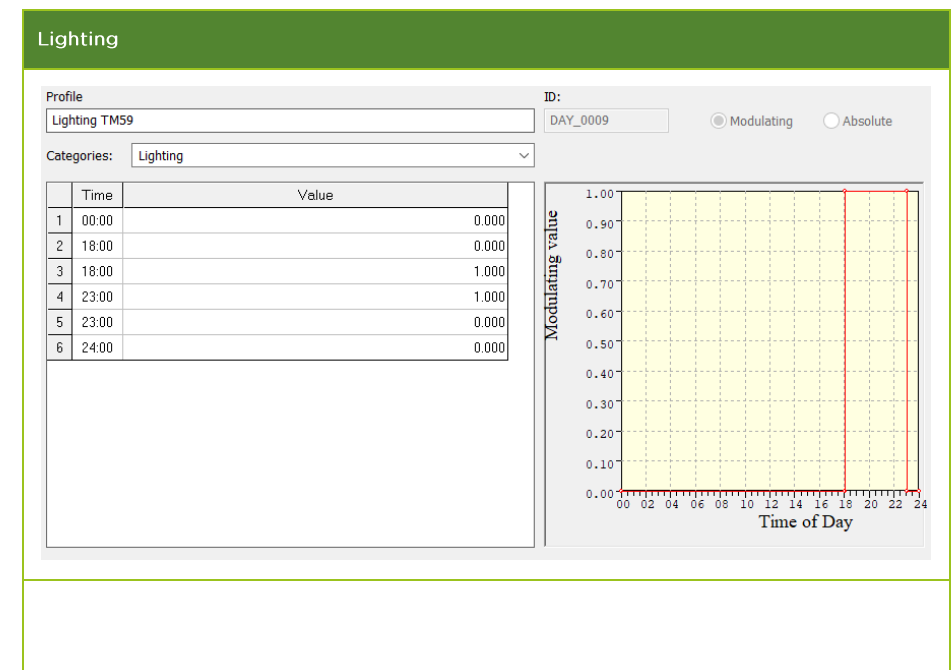 Lighting
Profile
Lighting TM59
ID:
DAY_0009
Modulating
Absolute
Categories:
Lighting
Time Value
1 00:00 0.000
2 18:00 0.000
3 18:00 1.000
4 23:00 1.000
5 23:00 0.000
6 24:00 0.000
Modulating value
1.00
0.90
0.80
0.70
0.60
0.50
0.40
0.30
0.20
0.10
0.00
00 02 04 06 08 10 12 14 16 18 20 22 24
Time of Day